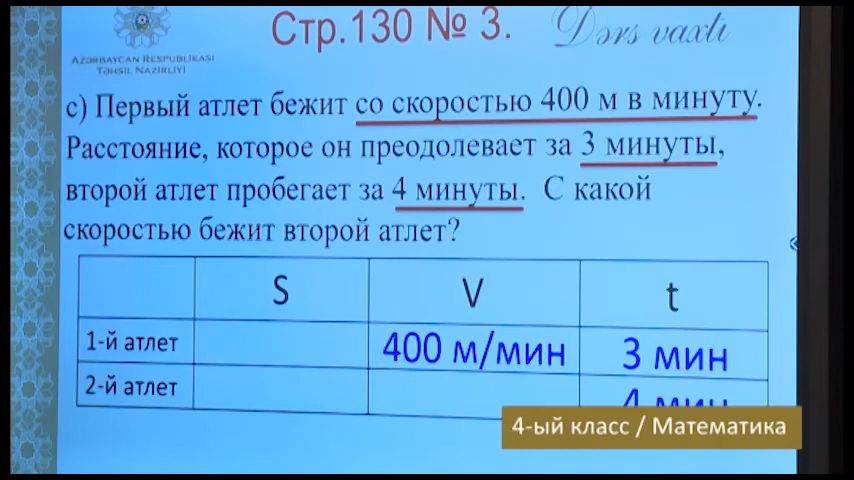 Стр.130 № 3.
Dərs vaxtı
AZƏRBAYCAN RESPUBLİKASI
TƏHSİL NAZİRLİYİ
с) Первый атлет бежит со скоростью 400 м в минуту.
Расстояние, которое он преодолевает за 3 минуты,
второй атлет пробегает за 4 минуты. С какой
скоростью бежит второй атлет?
S V t
1-й атлет 400 м/мин 3 мин
2-й атлет 4 мин
4-ый класс / Математика